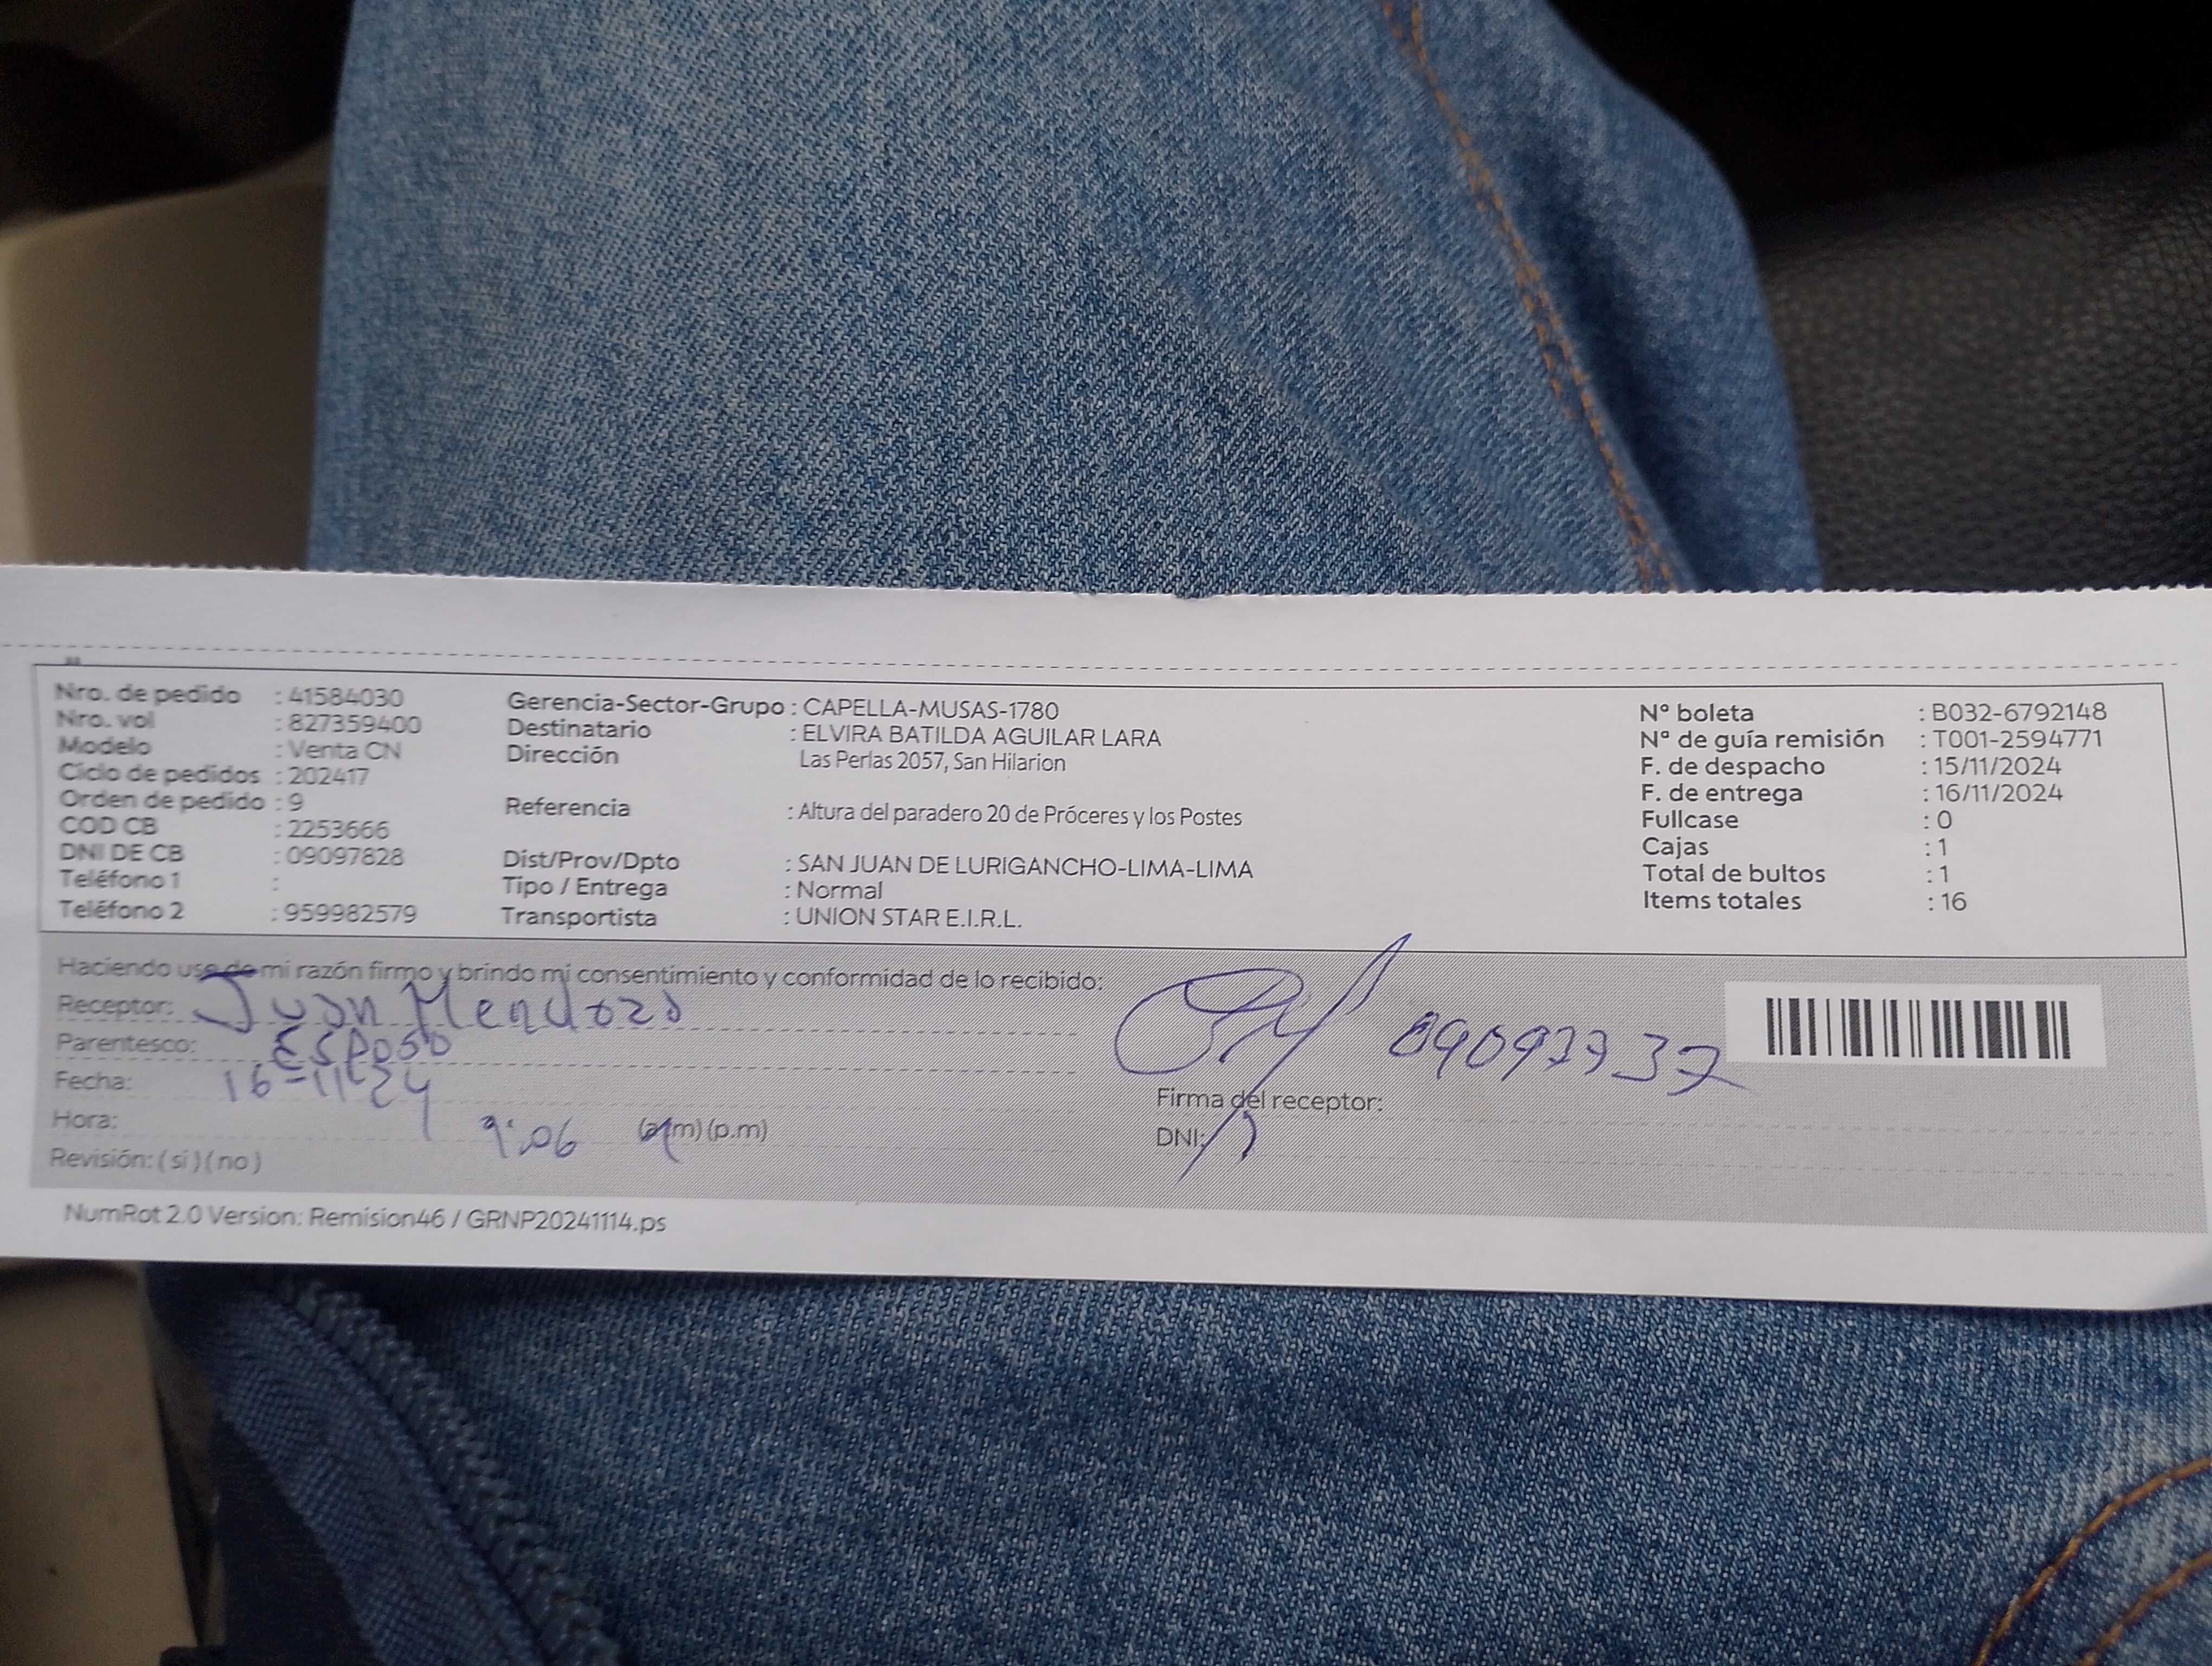 Nro. de pedido : 41584030
Nro. vol : 827359400
Modelo : Venta CN
Ciclo de pedidos : 202417
Orden de pedido : 9
COD CB : 2253666
DNI DE CB : 09097828
Teléfono 1 :
Teléfono 2 : 959982579
Gerencia-Sector-Grupo : CAPELLA-MUSAS-1780
Destinatario : ELVIRA BATILDA AGUILAR LARA
Dirección Las Perlas 2057, San Hilarion
Referencia : Altura del paradero 20 de Próceres y los Postes
Dist/Prov/Dpto : SAN JUAN DE LURIGANCHO-LIMA-LIMA
Tipo / Entrega : Normal
Transportista : UNION STAR E.I.R.L.
N° boleta : B032-6792148
N° de guía remisión : T001-2594771
F. de despacho : 15/11/2024
F. de entrega : 16/11/2024
Fullcase : 0
Cajas : 1
Total de bultos : 1
Items totales : 16
Haciendo uso de mi razón firmo y brindo mi consentimiento y conformidad de lo recibido:
Receptor: Juan Mendoza
Parentesco: Esposo
Fecha: 16-11-24
Hora: 9:06 (a.m) (p.m)
Revisión: ( si ) ( no )
Firma del receptor:
DNI:
NumRot 2.0 Version: Remision46 / GRNP20241114.ps